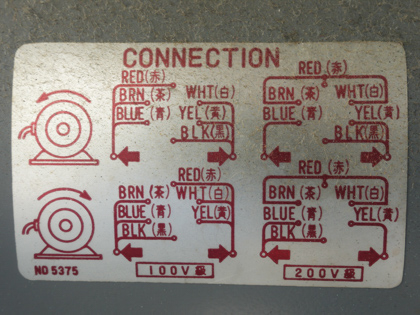 CONNECTION
RED(赤)
BRN(茶) WHT(白)
BLUE(青) YEL(黄)
BLK(黒)
RED(赤)
BRN(茶) WHT(白)
BLUE(青) YEL(黄)
BLK(黒)
RED(赤)
BRN(茶) WHT(白)
BLUE(青) YEL(黄)
BLK(黒)
RED(赤)
BRN(茶) WHT(白)
BLUE(青) YEL(黄)
BLK(黒)
NO 5375
100V級
200V級